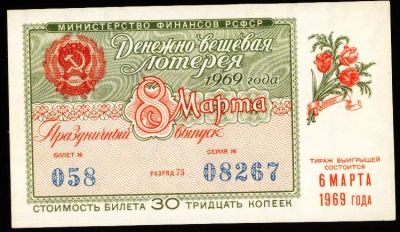 МИНИСТЕРСТВО ФИНАНСОВ РСФСР
Денежно-вещевая
лотерея
1969 года
8 Марта
Праздничный выпуск
БИЛЕТ № СЕРИЯ №
058 РАЗРЯД 75 08267
СТОИМОСТЬ БИЛЕТА 30 ТРИДЦАТЬ КОПЕЕК
ТИРАЖ ВЫИГРЫШЕЙ
СОСТОИТСЯ
6 МАРТА
1969 ГОДА